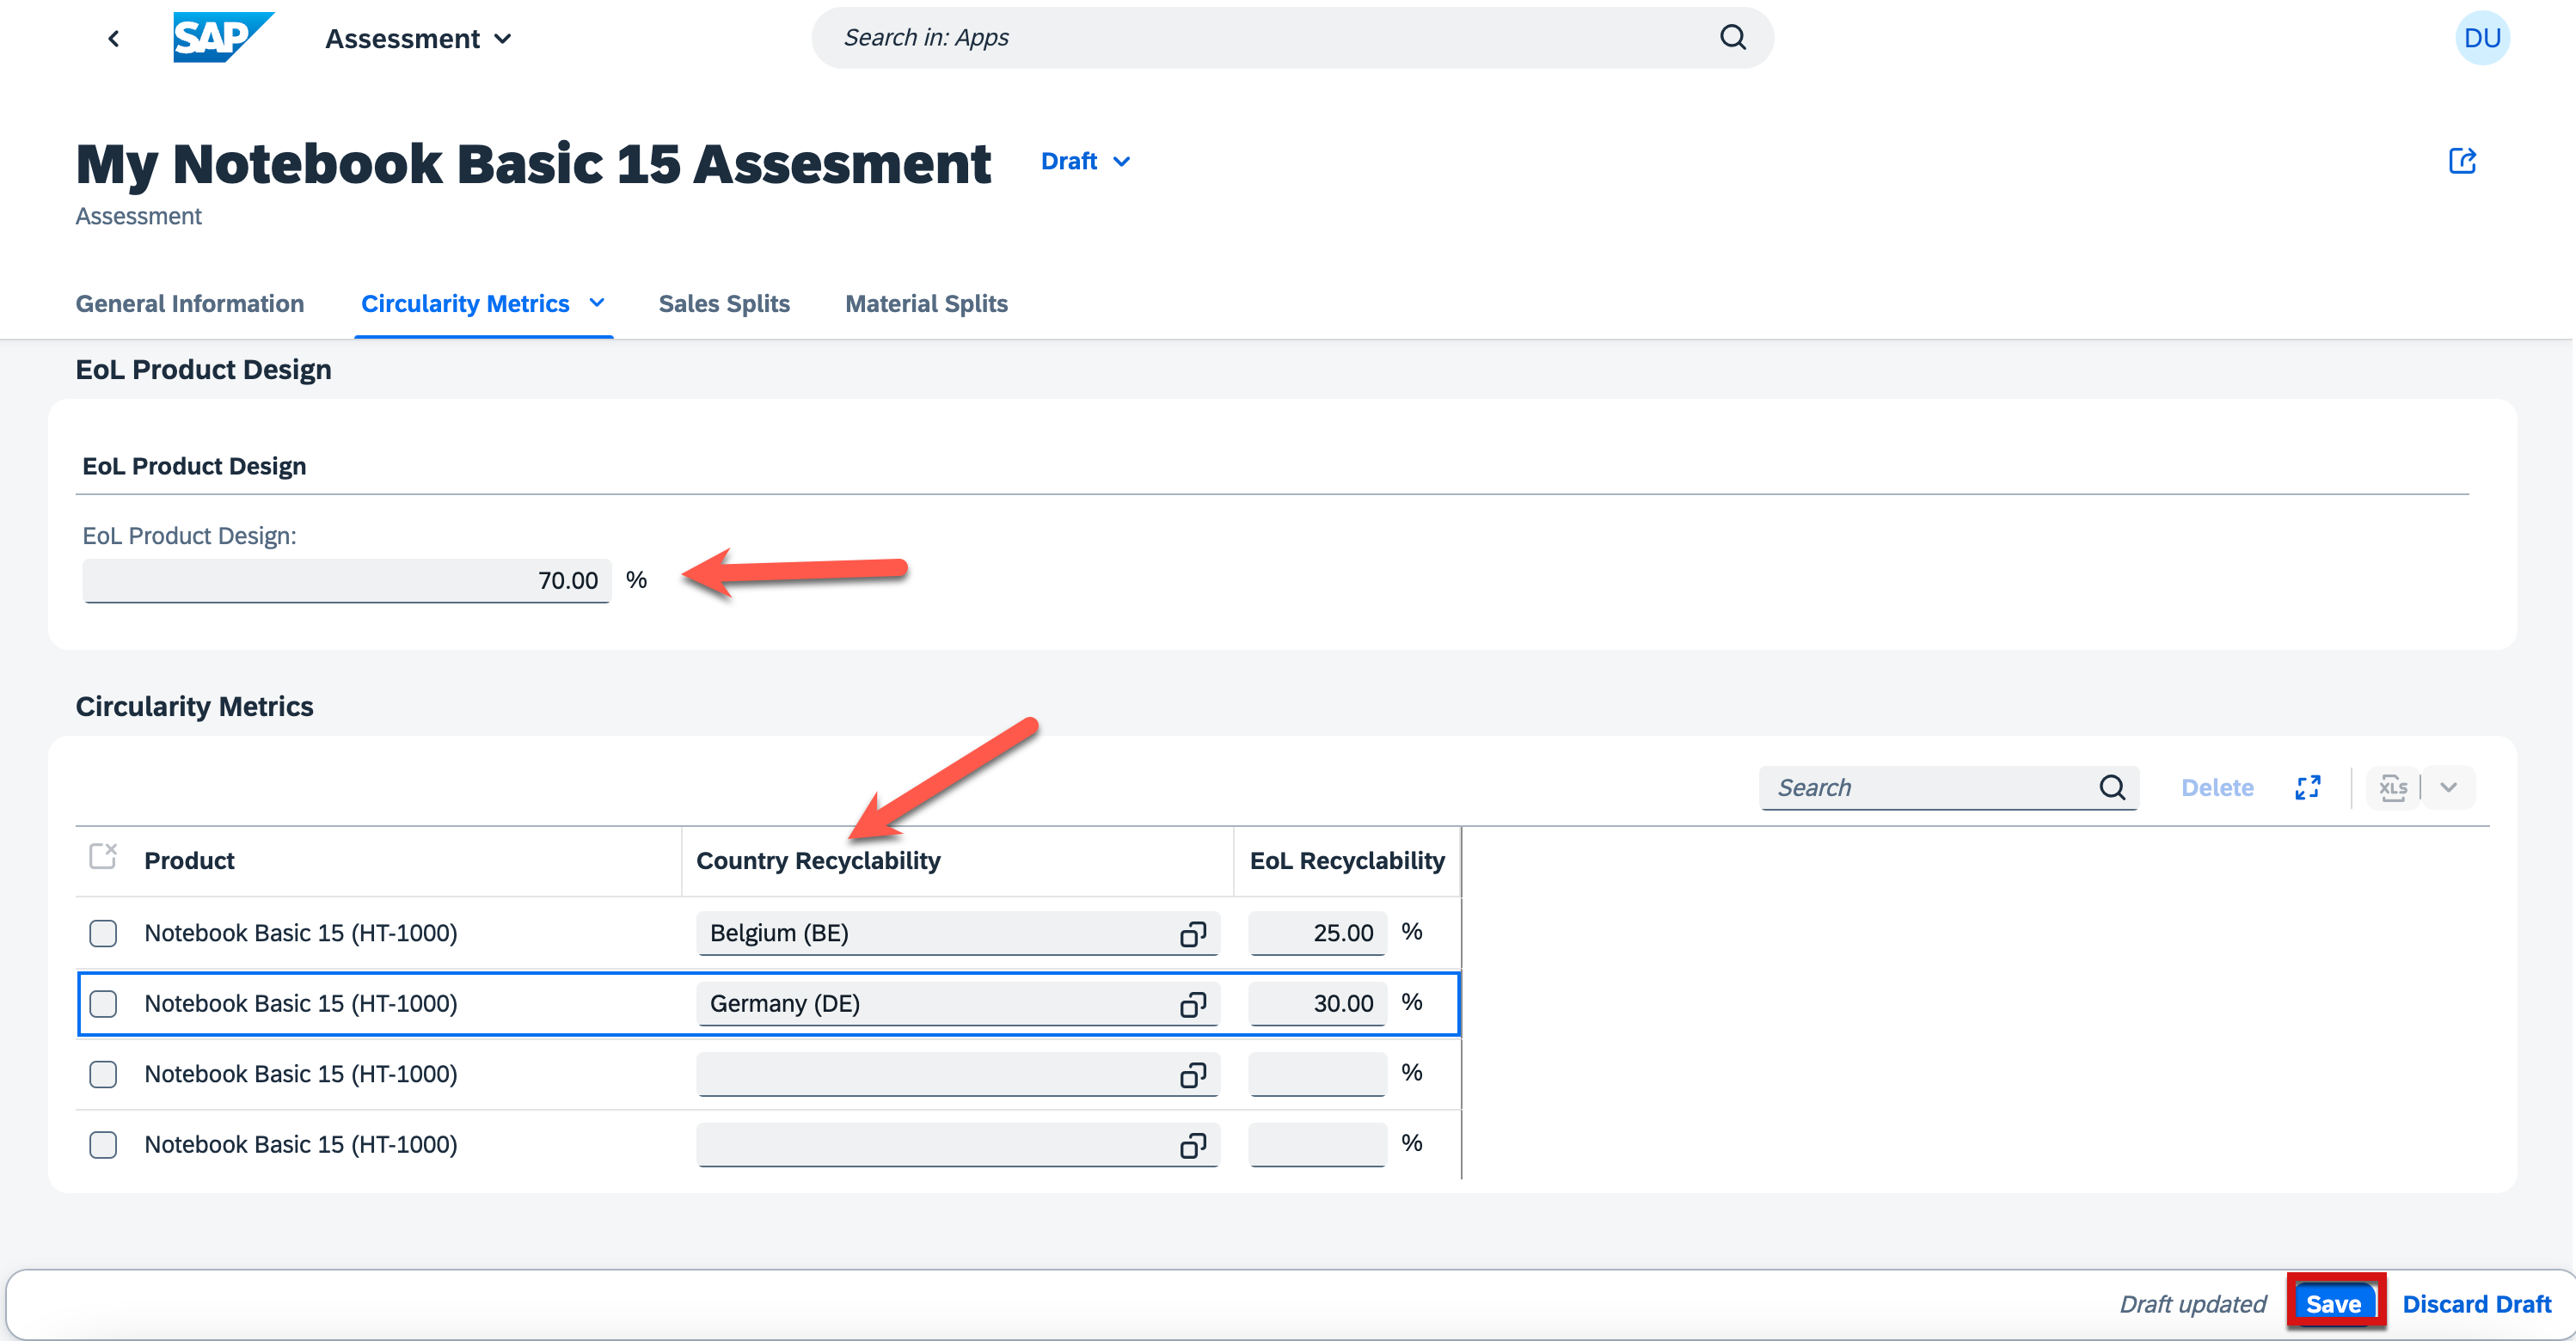 SAP Assessment Search in: Apps DU
My Notebook Basic 15 Assesment Draft
Assessment
General Information Circularity Metrics Sales Splits Material Splits
EoL Product Design
EoL Product Design
EoL Product Design:
70.00 %
Circularity Metrics
Search Delete XLS
Product Country Recyclability EoL Recyclability
Notebook Basic 15 (HT-1000) Belgium (BE) 25.00 %
Notebook Basic 15 (HT-1000) Germany (DE) 30.00 %
Notebook Basic 15 (HT-1000) %
Notebook Basic 15 (HT-1000) %
Draft updated Save Discard Draft